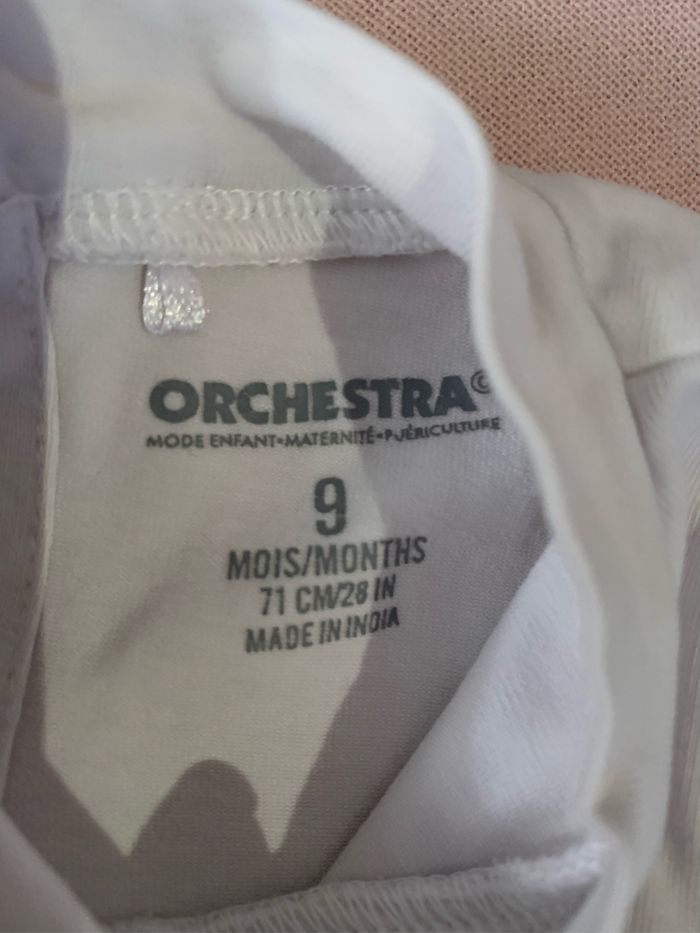 ORCHESTRA©
MODE ENFANT•MATERNITÉ•PUÉRICULTURE
9
MOIS/MONTHS
71 CM/28 IN
MADE IN INDIA